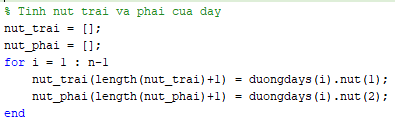 % Tinh nut trai va phai cua day
nut_trai = [];
nut_phai = [];
for i = 1 : n-1
    nut_trai(length(nut_trai)+1) = duongdays(i).nut(1);
    nut_phai(length(nut_phai)+1) = duongdays(i).nut(2);
end